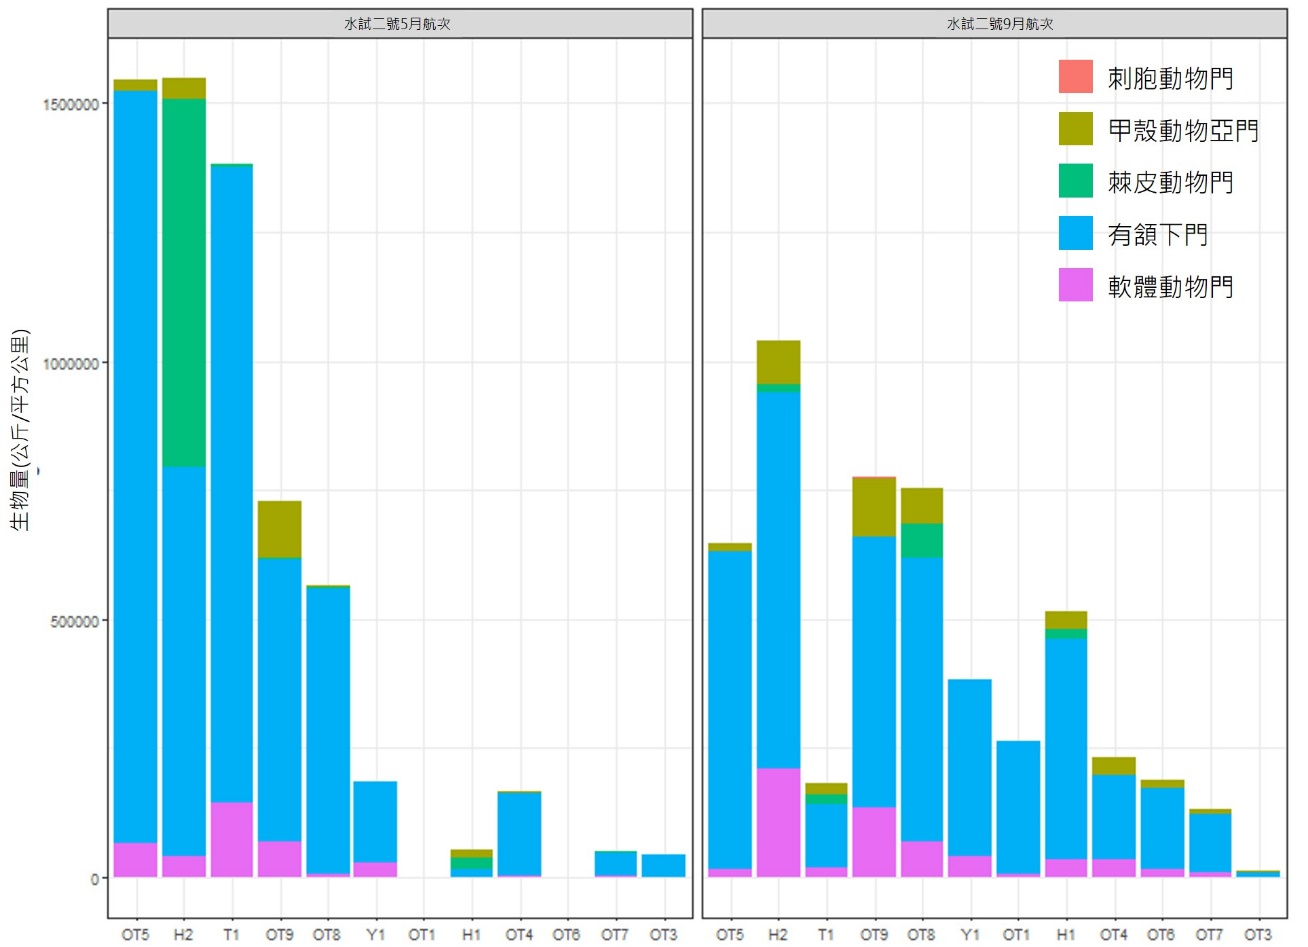 水試二號5月航次
水試二號9月航次
刺胞動物門
甲殼動物亞門
棘皮動物門
有頷下門
軟體動物門
生物量(公斤/平方公里)
1500000
1000000
500000
0
OT5 H2 T1 OT9 OT8 Y1 OT1 H1 OT4 OT6 OT7 OT3
OT5 H2 T1 OT9 OT8 Y1 OT1 H1 OT4 OT6 OT7 OT3